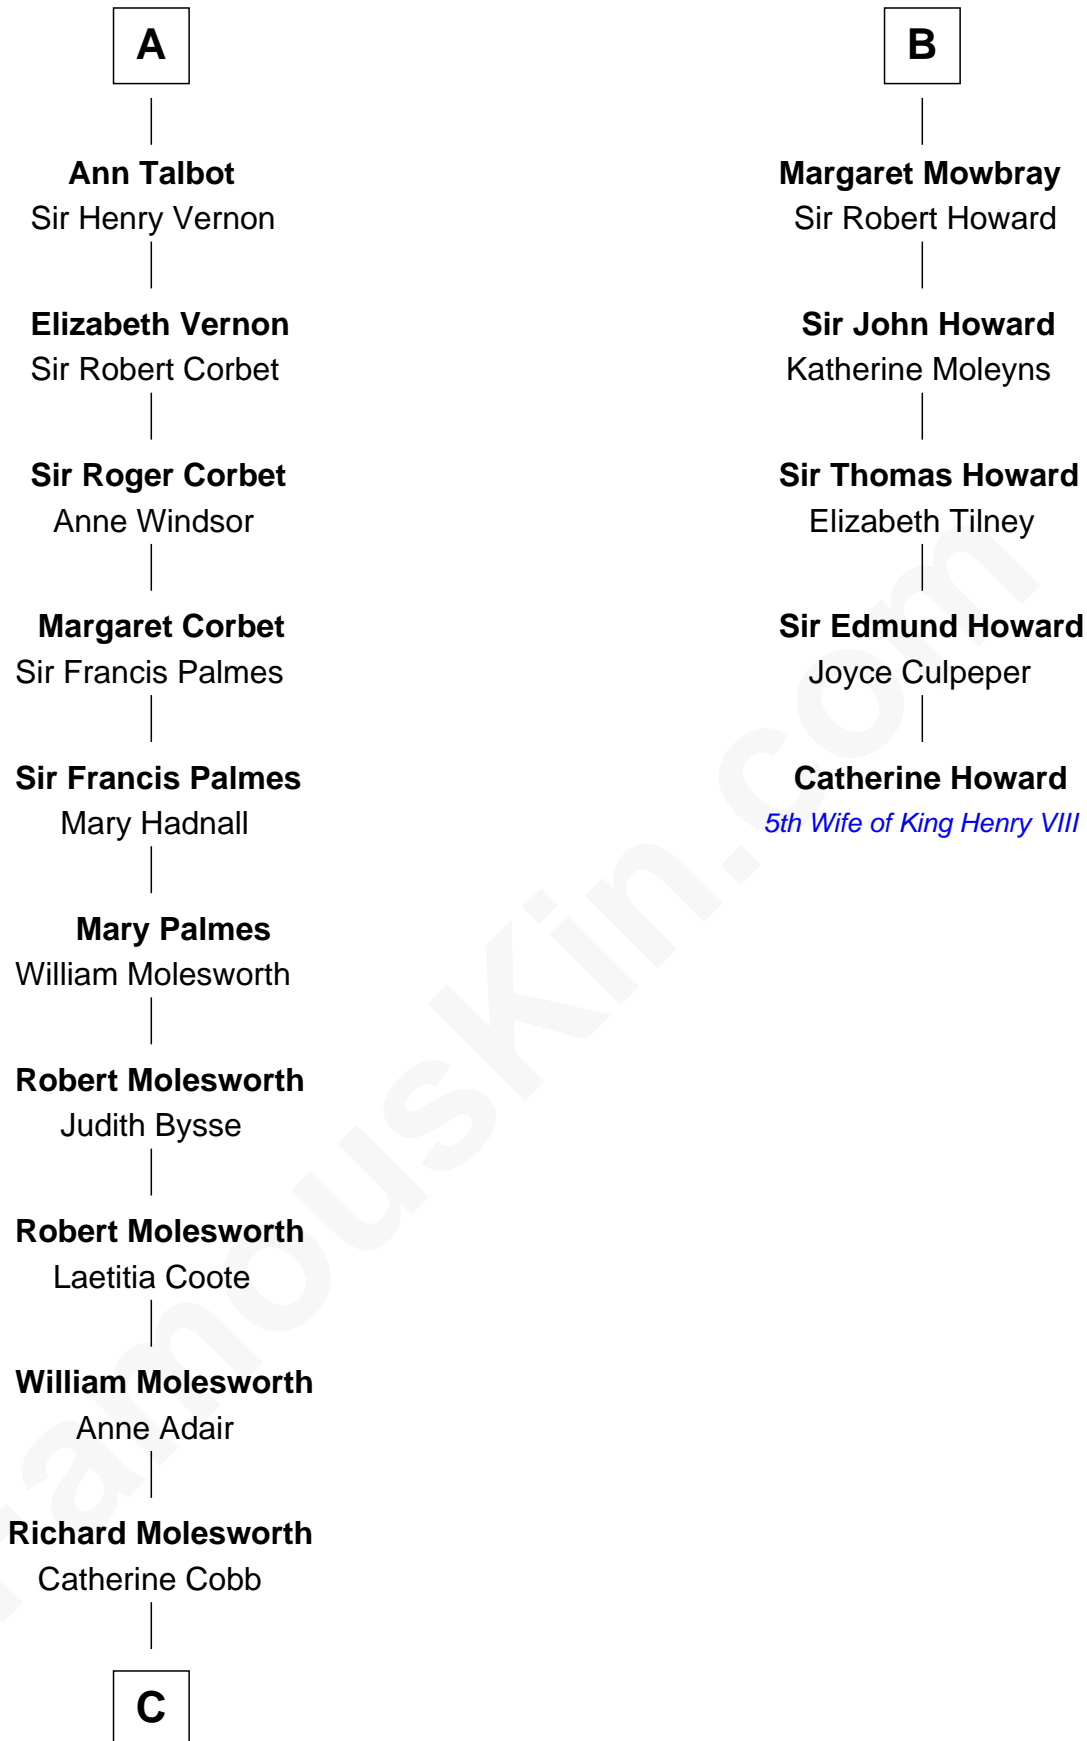 A
Ann Talbot
Sir Henry Vernon
Elizabeth Vernon
Sir Robert Corbet
Sir Roger Corbet
Anne Windsor
Margaret Corbet
Sir Francis Palmes
Sir Francis Palmes
Mary Hadnall
Mary Palmes
William Molesworth
Robert Molesworth
Judith Bysse
Robert Molesworth
Laetitia Coote
William Molesworth
Anne Adair
Richard Molesworth
Catherine Cobb
C
B
Margaret Mowbray
Sir Robert Howard
Sir John Howard
Katherine Moleyns
Sir Thomas Howard
Elizabeth Tilney
Sir Edmund Howard
Joyce Culpeper
Catherine Howard
5th Wife of King Henry VIII
FamousKin.com